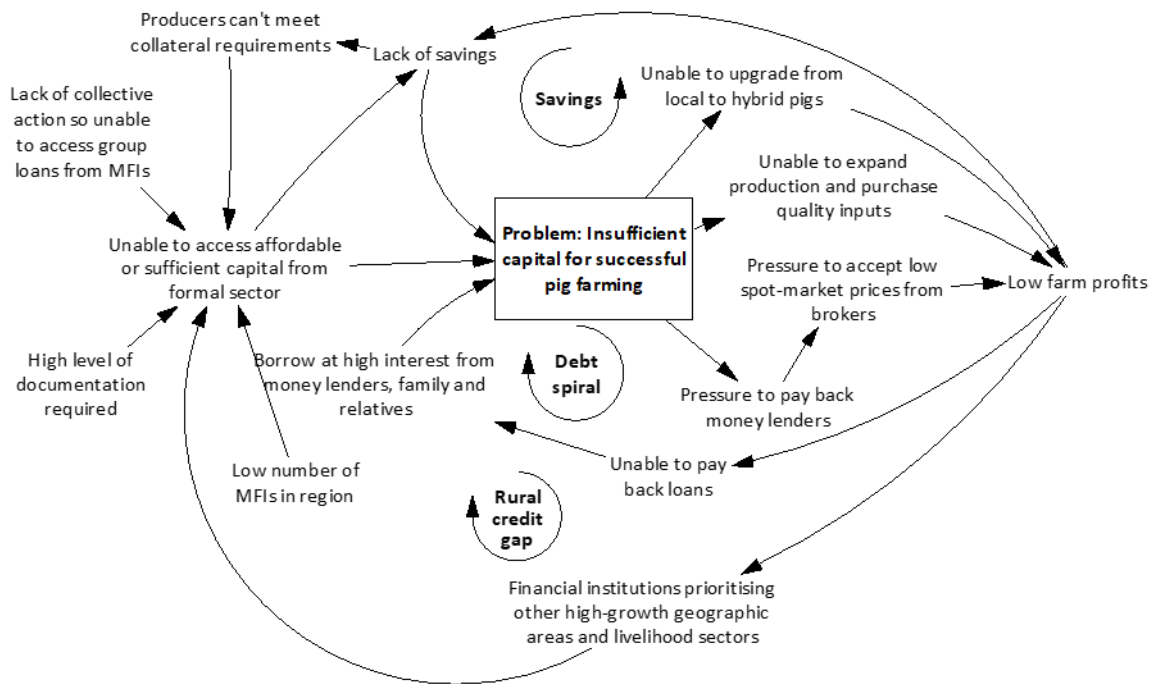 Producers can't meet
collateral requirements
Lack of savings
Lack of collective
action so unable
to access group
loans from MFIs
Savings
Unable to upgrade from
local to hybrid pigs
Unable to expand
production and purchase
quality inputs
Unable to access affordable
or sufficient capital from
formal sector
Problem: Insufficient
capital for successful
pig farming
Pressure to accept low
spot-market prices from
brokers
Low farm profits
High level of
documentation
required
Borrow at high interest from
money lenders, family and
relatives
Debt
spiral
Pressure to pay back
money lenders
Low number of
MFIs in region
Unable to pay
back loans
Rural
credit
gap
Financial institutions prioritising
other high-growth geographic
areas and livelihood sectors